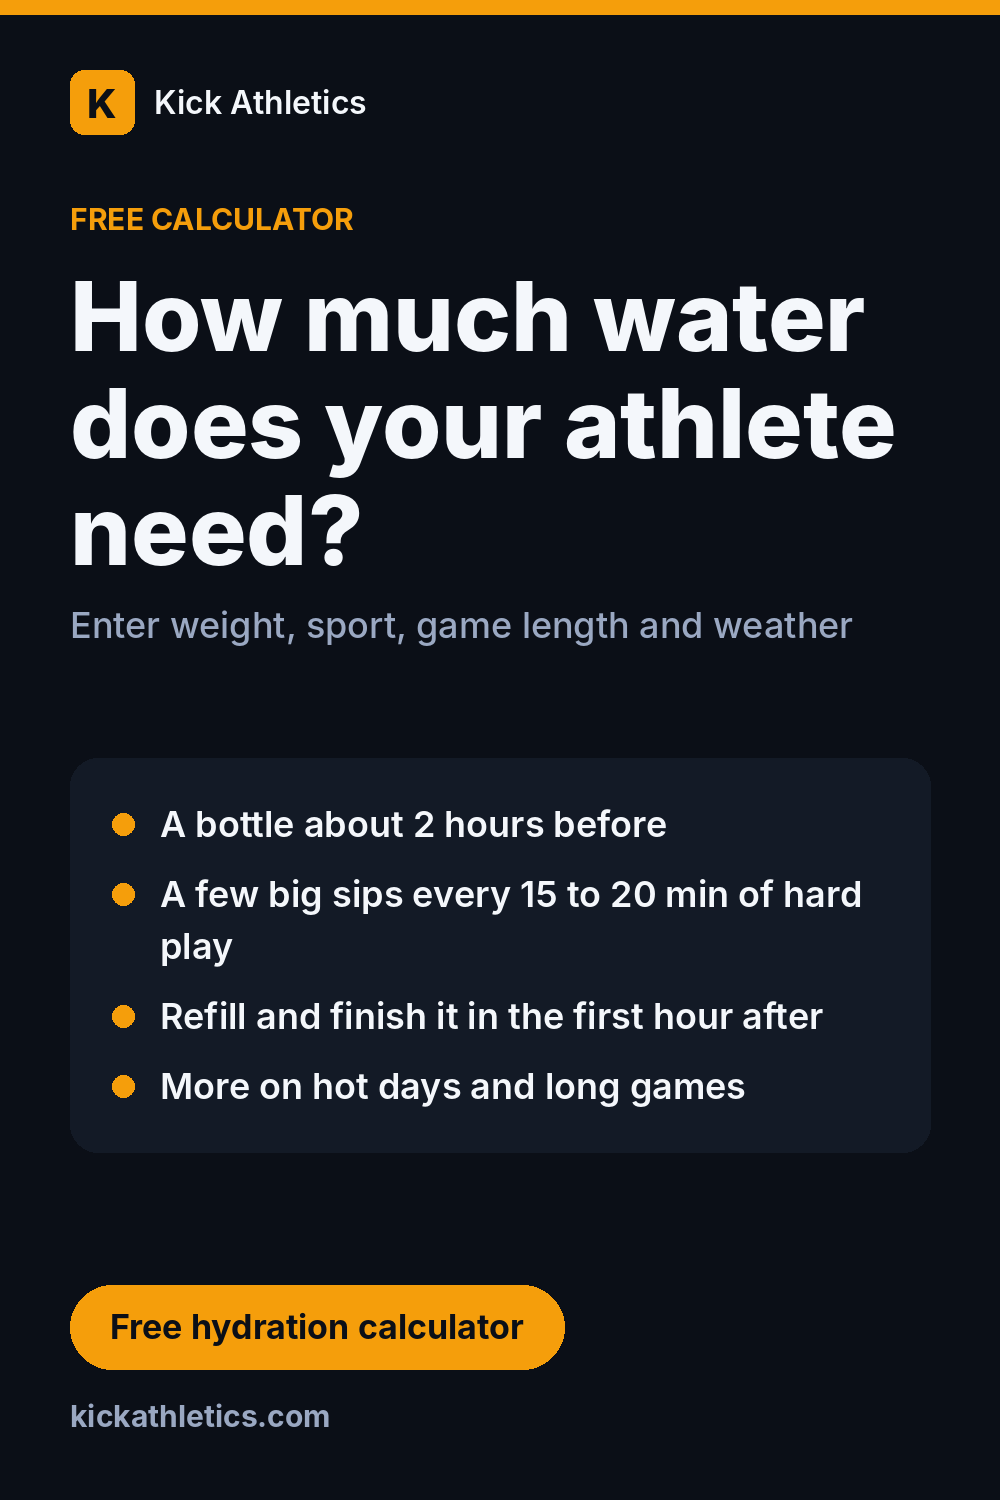 K
Kick Athletics
FREE CALCULATOR
How much water
does your athlete
need?
Enter weight, sport, game length and weather
A bottle about 2 hours before
A few big sips every 15 to 20 min of hard
play
Refill and finish it in the first hour after
More on hot days and long games
Free hydration calculator
kickathletics.com